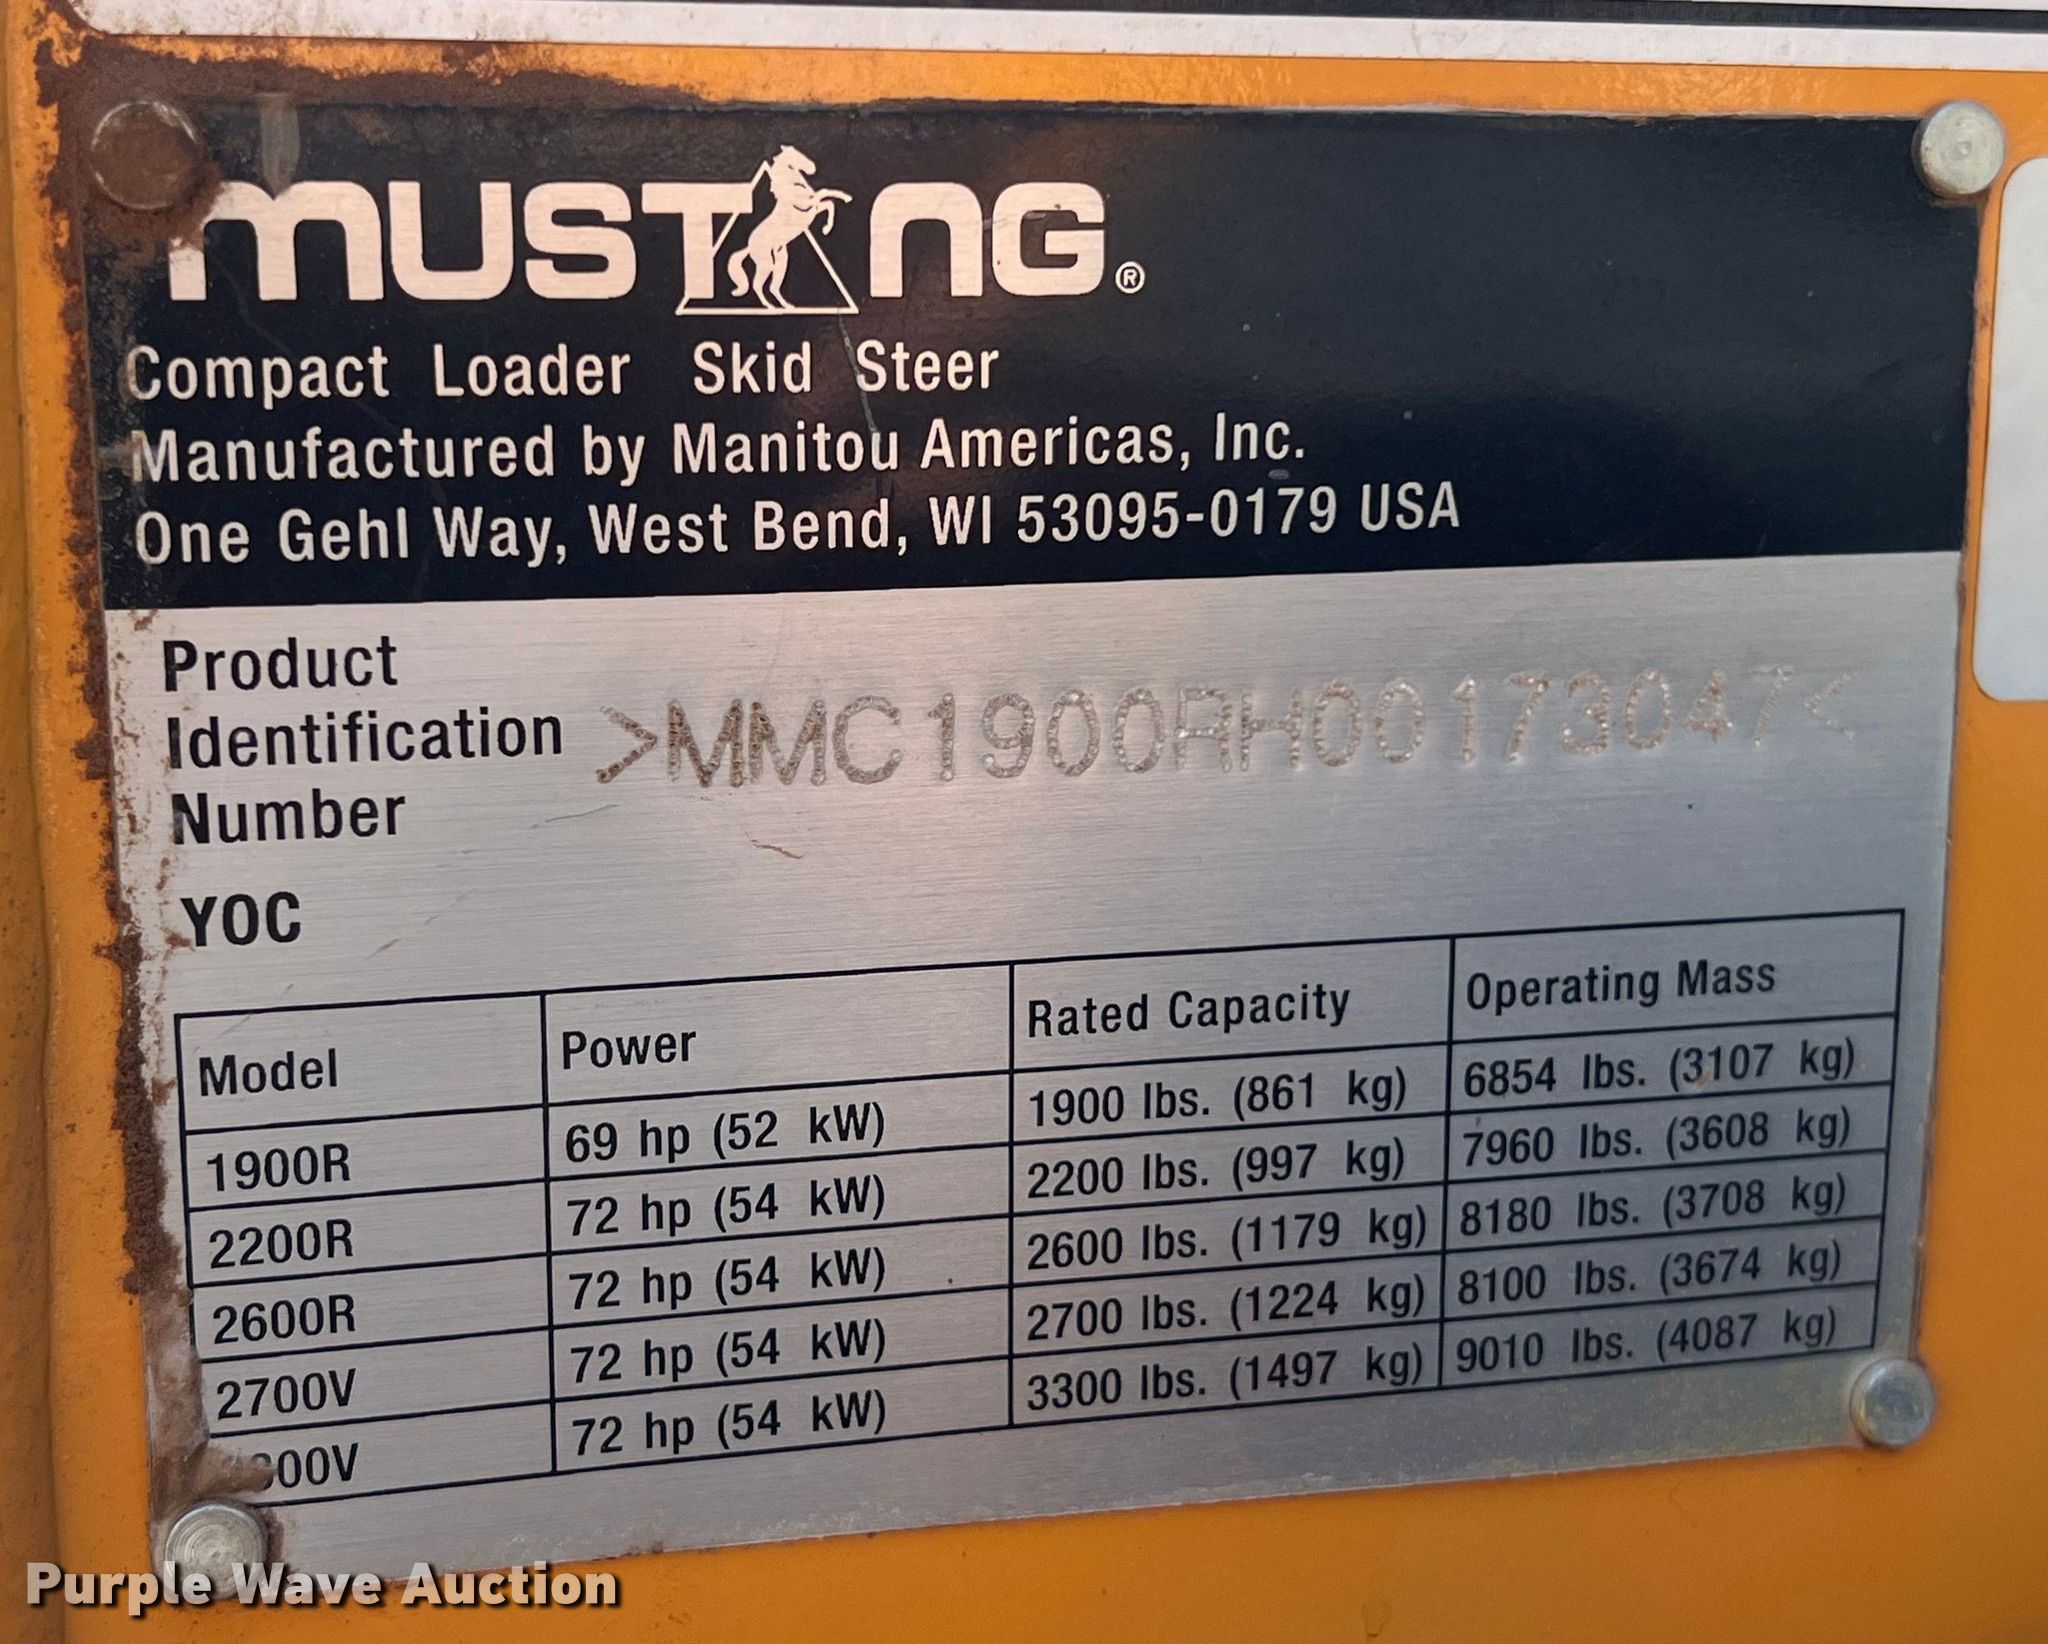 MUSTANG®
Compact Loader Skid Steer
Manufactured by Manitou Americas, Inc.
One Gehl Way, West Bend, WI 53095-0179 USA
Product
Identification
Number
>MMC1900RH00173047<
YOC
Model Power Rated Capacity Operating Mass
1900R 69 hp (52 kW) 1900 lbs. (861 kg) 6854 lbs. (3107 kg)
2200R 72 hp (54 kW) 2200 lbs. (997 kg) 7960 lbs. (3608 kg)
2600R 72 hp (54 kW) 2600 lbs. (1179 kg) 8180 lbs. (3708 kg)
2700V 72 hp (54 kW) 2700 lbs. (1224 kg) 8100 lbs. (3674 kg)
300V 72 hp (54 kW) 3300 lbs. (1497 kg) 9010 lbs. (4087 kg)
Purple Wave Auction